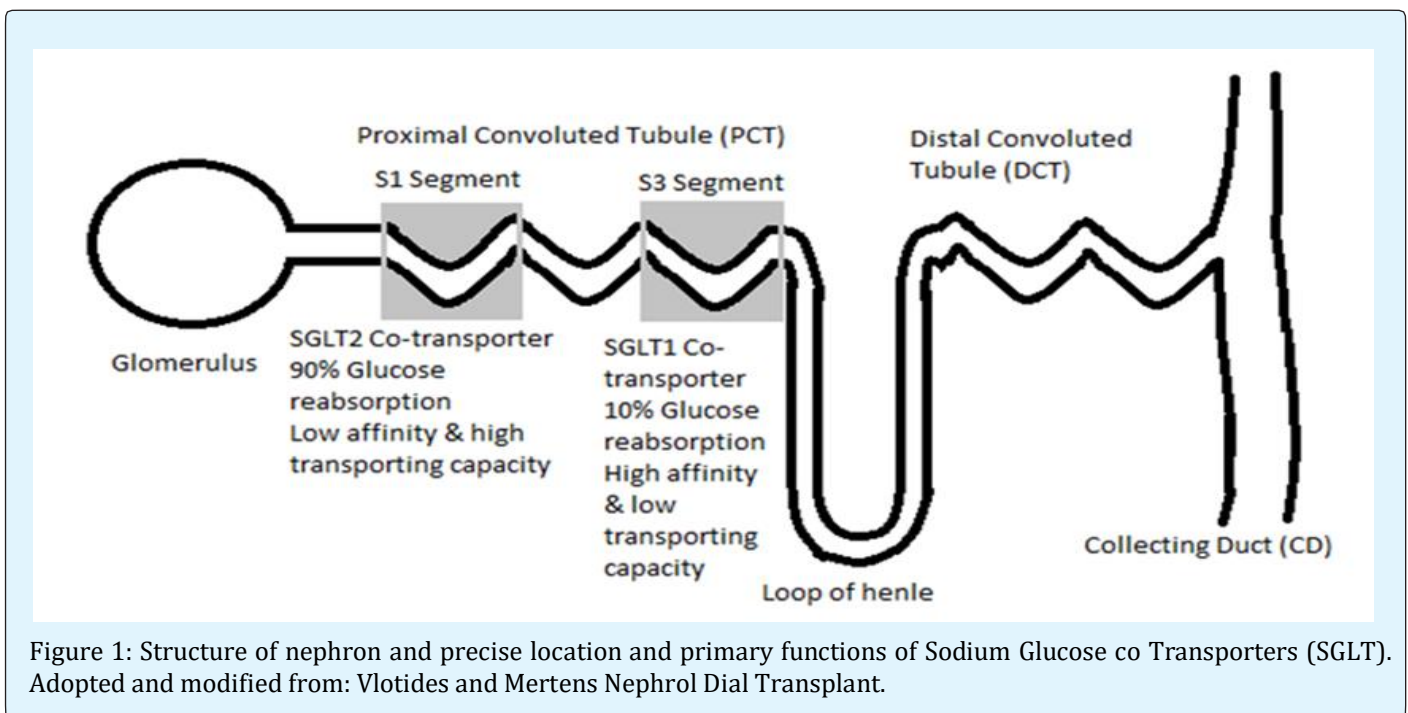 Proximal Convoluted Tubule (PCT)
S1 Segment
S3 Segment
Distal Convoluted
Tubule (DCT)
Glomerulus
SGLT2 Co-transporter
90% Glucose
reabsorption
Low affinity & high
transporting capacity
SGLT1 Co-
transporter
10% Glucose
reabsorption
High affinity
& low
transporting
capacity
Loop of henle
Collecting Duct (CD)
Figure 1: Structure of nephron and precise location and primary functions of Sodium Glucose co Transporters (SGLT).
Adopted and modified from: Vlotides and Mertens Nephrol Dial Transplant.